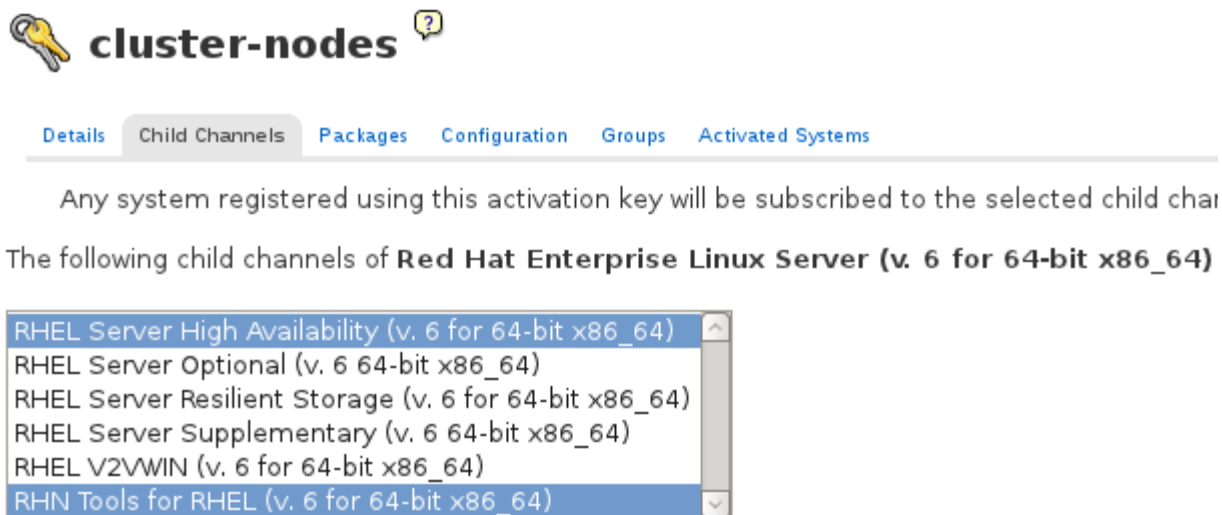 cluster-nodes ?
Details Child Channels Packages Configuration Groups Activated Systems
Any system registered using this activation key will be subscribed to the selected child
The following child channels of Red Hat Enterprise Linux Server (v. 6 for 64-bit x86_64)
RHEL Server High Availability (v. 6 for 64-bit x86_64)
RHEL Server Optional (v. 6 64-bit x86_64)
RHEL Server Resilient Storage (v. 6 for 64-bit x86_64)
RHEL Server Supplementary (v. 6 64-bit x86_64)
RHEL V2VWIN (v. 6 for 64-bit x86_64)
RHN Tools for RHEL (v. 6 for 64-bit x86_64)